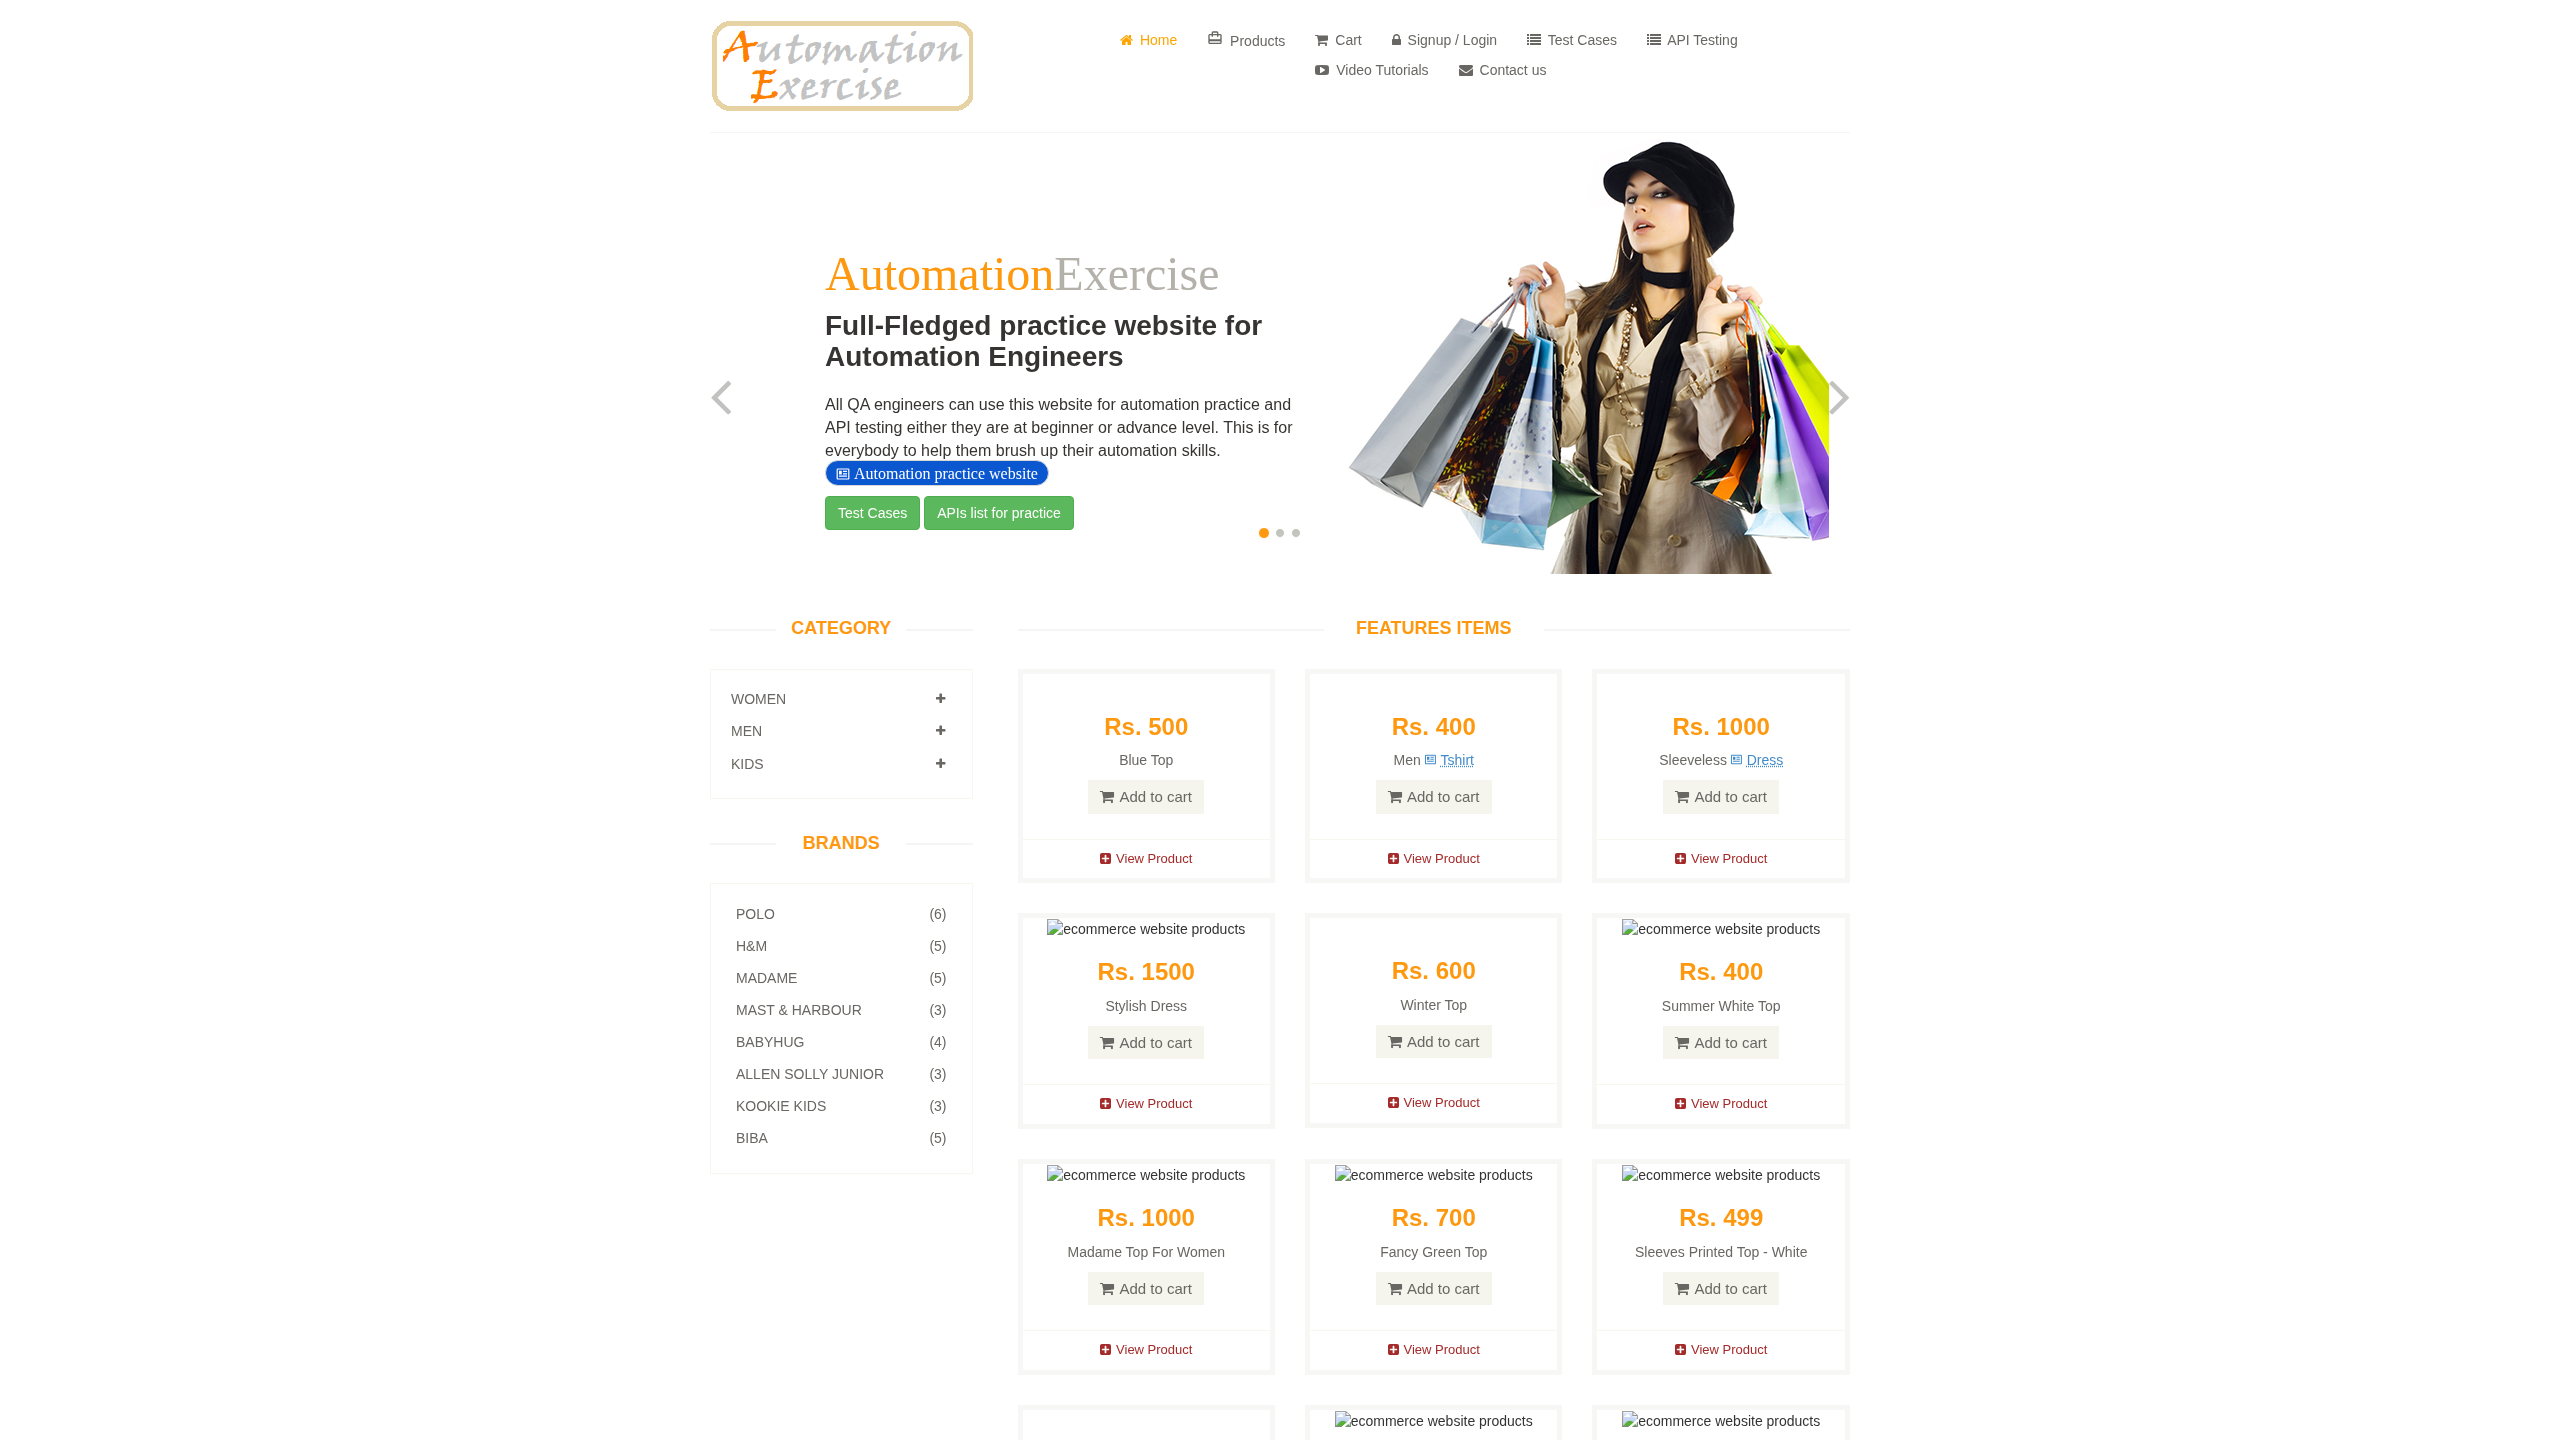 Automation
Exercise
Home
Products
Cart
Signup / Login
Test Cases
API Testing
Video Tutorials
Contact us
AutomationExercise
Full-Fledged practice website for
Automation Engineers
All QA engineers can use this website for automation practice and
API testing either they are at beginner or advance level. This is for
everybody to help them brush up their automation skills.
Automation practice website
Test Cases
APIs list for practice
CATEGORY
WOMEN
MEN
KIDS
BRANDS
POLO (6)
H&M (5)
MADAME (5)
MAST & HARBOUR (3)
BABYHUG (4)
ALLEN SOLLY JUNIOR (3)
KOOKIE KIDS (3)
BIBA (5)
FEATURES ITEMS
Rs. 500
Blue Top
Add to cart
View Product
Rs. 400
Men Tshirt
Add to cart
View Product
Rs. 1000
Sleeveless Dress
Add to cart
View Product
ecommerce website products
Rs. 1500
Stylish Dress
Add to cart
View Product
Rs. 600
Winter Top
Add to cart
View Product
ecommerce website products
Rs. 400
Summer White Top
Add to cart
View Product
ecommerce website products
Rs. 1000
Madame Top For Women
Add to cart
View Product
ecommerce website products
Rs. 700
Fancy Green Top
Add to cart
View Product
ecommerce website products
Rs. 499
Sleeves Printed Top - White
Add to cart
View Product
ecommerce website products
ecommerce website products